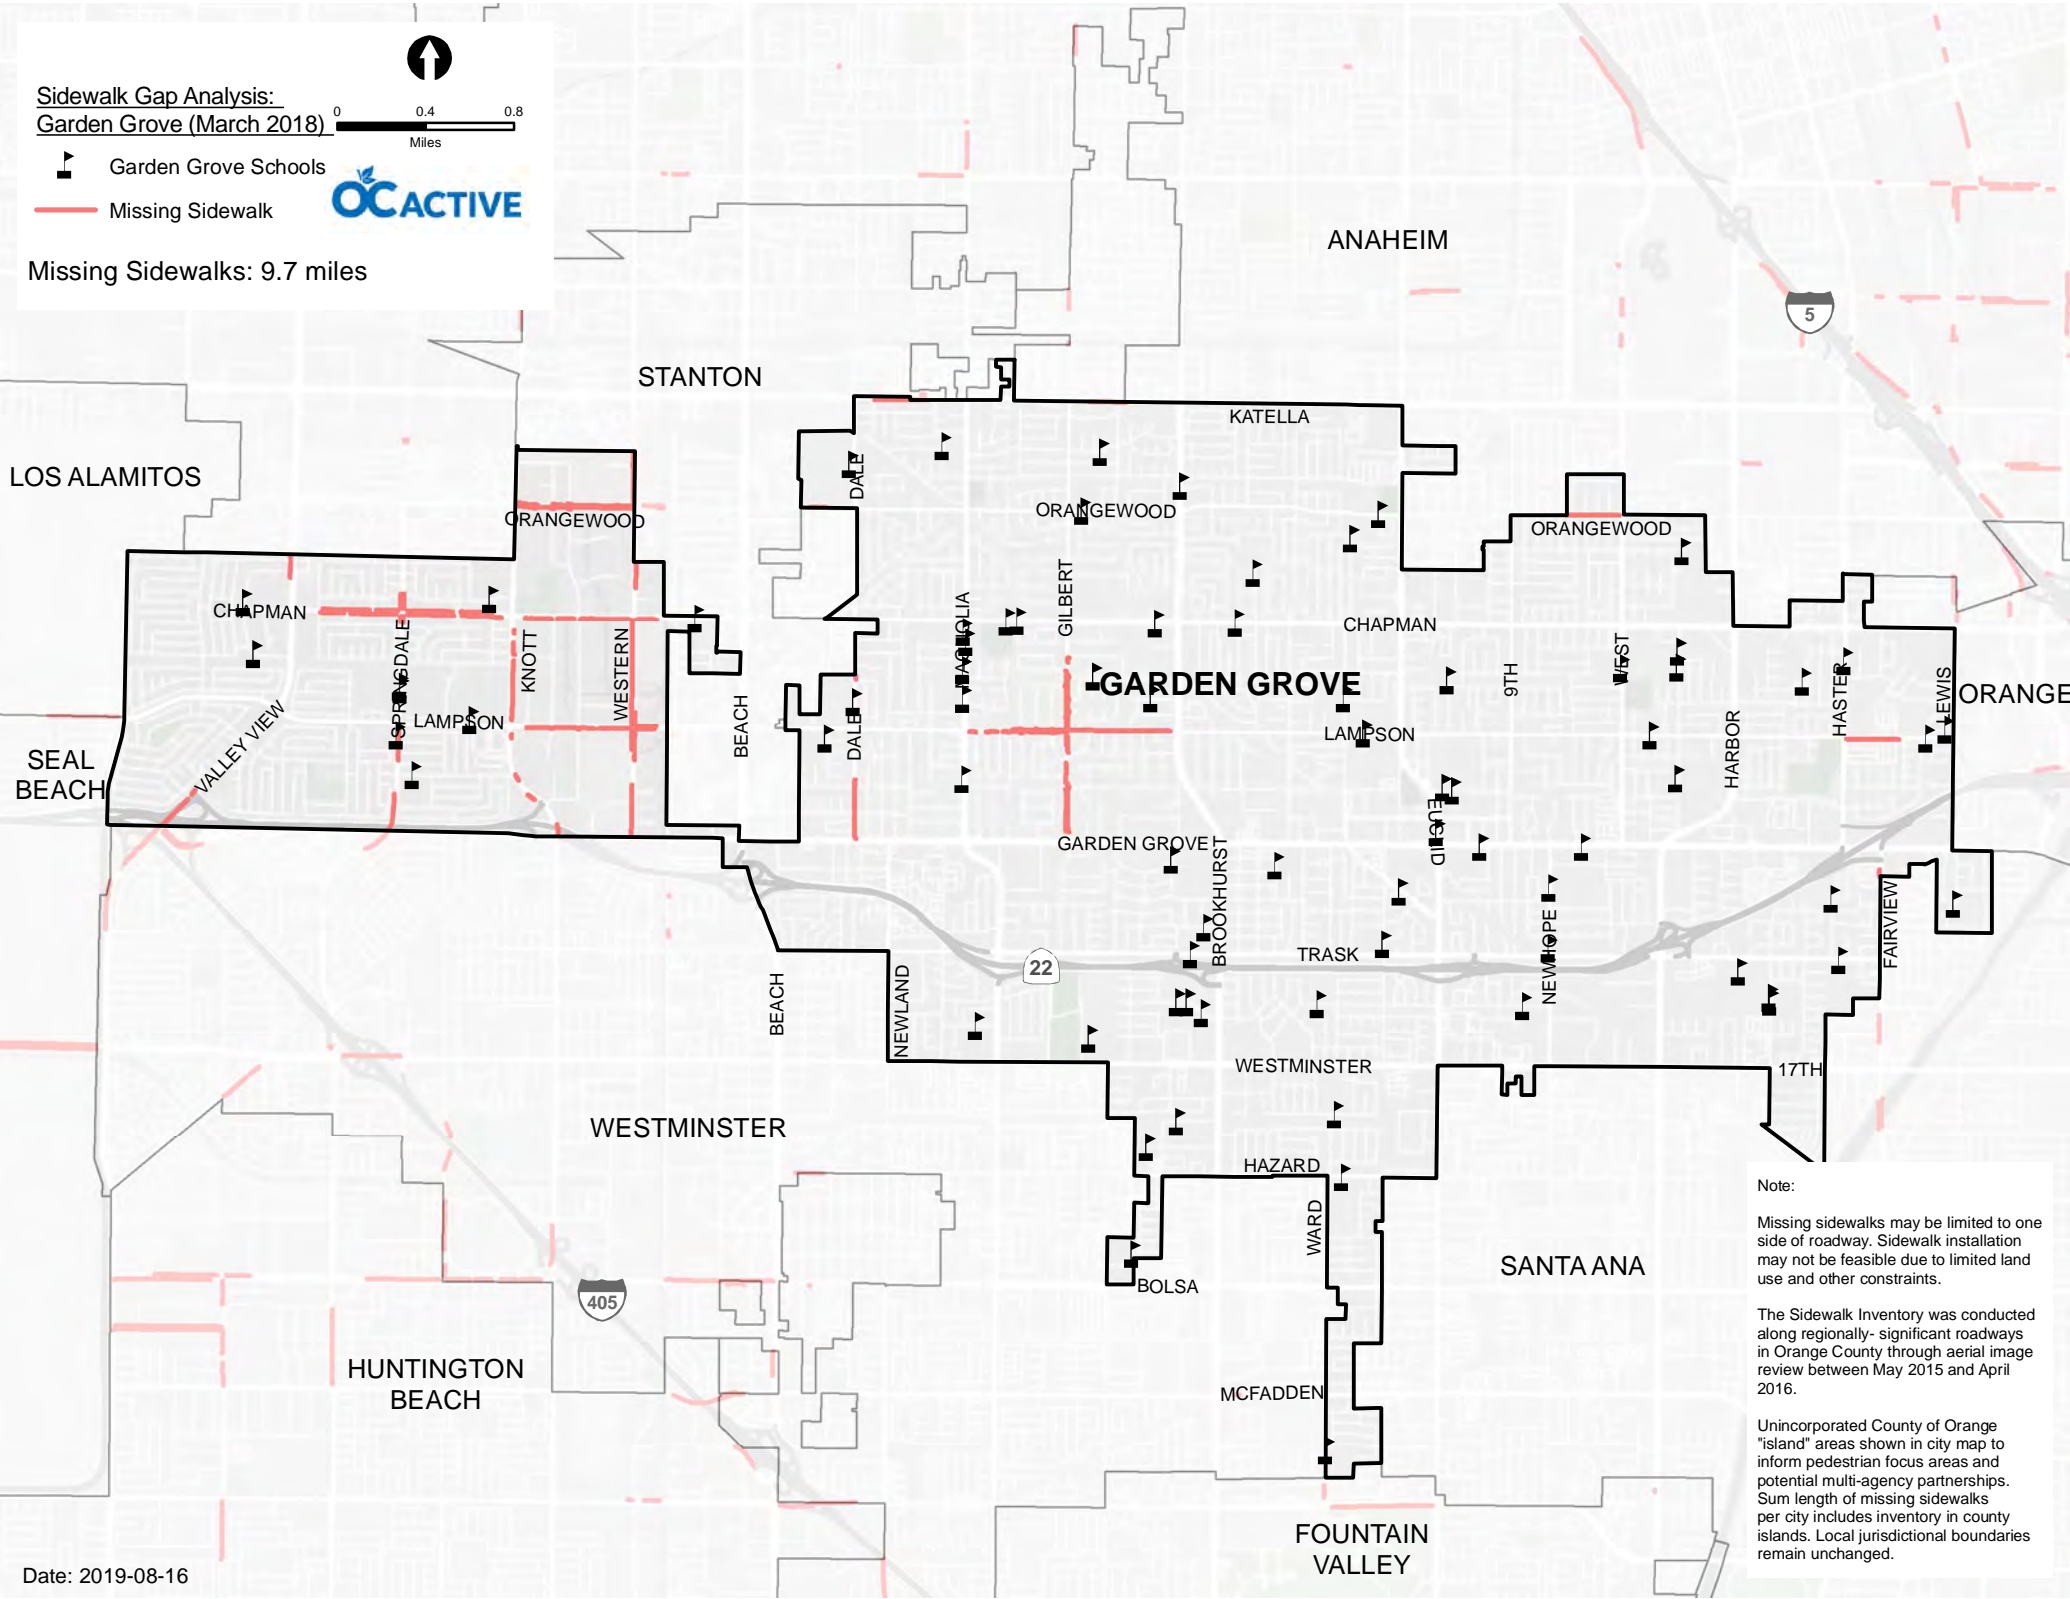 Sidewalk Gap Analysis:
Garden Grove (March 2018)
0 0.4 0.8
Miles
Garden Grove Schools
OC ACTIVE
Missing Sidewalk
Missing Sidewalks: 9.7 miles
ANAHEIM
5
STANTON
KATELLA
LOS ALAMITOS
DALE
ORANGEWOOD
ORANGEWOOD
ORANGEWOOD
CHAPMAN
GILBERT
MAGNOLIA
CHAPMAN
SPRINGDALE
KNOTT
WESTERN
9TH
WEST
GARDEN GROVE
HASTER
LEWIS
ORANGE
LAMPSON
VALLEY VIEW
BEACH
DALE
LAMPSON
HARBOR
SEAL
BEACH
EUCLID
GARDEN GROVE
BROOKHURST
FAIRVIEW
NEWHOPE
TRASK
22
BEACH
NEWLAND
WESTMINSTER
17TH
WESTMINSTER
HAZARD
WARD
SANTA ANA
BOLSA
405
HUNTINGTON
BEACH
MCFADDEN
FOUNTAIN
VALLEY
Note:
Missing sidewalks may be limited to one
side of roadway. Sidewalk installation
may not be feasible due to limited land
use and other constraints.
The Sidewalk Inventory was conducted
along regionally- significant roadways
in Orange County through aerial image
review between May 2015 and April
2016.
Unincorporated County of Orange
"island" areas shown in city map to
inform pedestrian focus areas and
potential multi-agency partnerships.
Sum length of missing sidewalks
per city includes inventory in county
islands. Local jurisdictional boundaries
remain unchanged.
Date: 2019-08-16